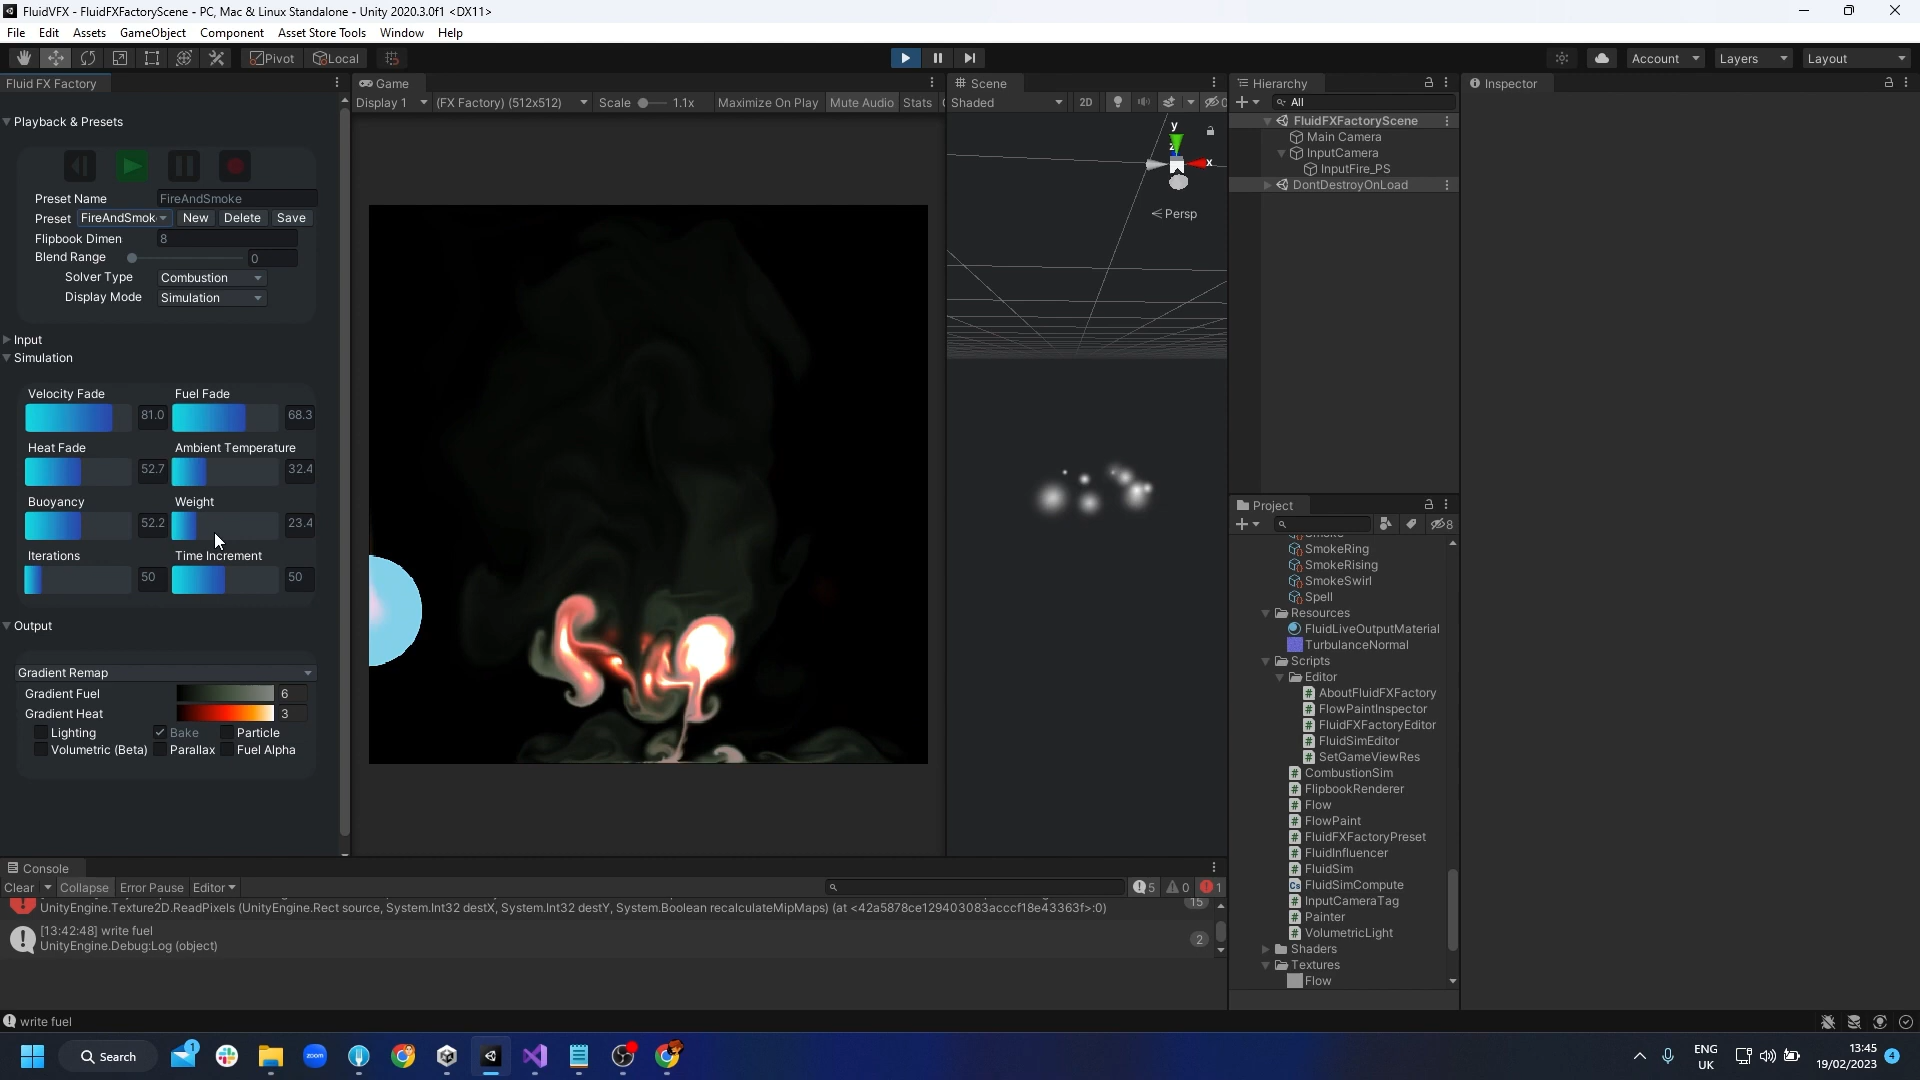 FluidVFX - FluidFXFactoryScene - PC, Mac & Linux Standalone - Unity 2020.3.0f1 <DX11>
File Edit Assets GameObject Component Asset Store Tools Window Help
Pivot Local Account Layers Layout
Fluid FX Factory
Playback & Presets
Preset Name FireAndSmoke
Preset FireAndSmok New Delete Save
Flipbook Dimen 8
Blend Range 0
Solver Type Combustion
Display Mode Simulation
Input
Simulation
Velocity Fade Fuel Fade
81.0 68.3
Heat Fade Ambient Temperature
52.7 32.4
Buoyancy Weight
52.2 23.4
Iterations Time Increment
50 50
Output
Gradient Remap
Gradient Fuel 6
Gradient Heat 3
Lighting Bake Particle
Volumetric (Beta) Parallax Fuel Alpha
Game
Display 1 (FX Factory) (512x512) Scale 1.1x Maximize On Play Mute Audio Stats
Scene
Shaded 2D 0
y
z
x
Persp
Hierarchy
All
FluidFXFactoryScene
Main Camera
InputCamera
InputFire_PS
DontDestroyOnLoad
Inspector
Project
8
SmokeRing
SmokeRising
SmokeSwirl
Spell
Resources
FluidLiveOutputMaterial
TurbulanceNormal
Scripts
Editor
AboutFluidFXFactory
FlowPaintInspector
FluidFXFactoryEditor
FluidSimEditor
SetGameViewRes
CombustionSim
FlipbookRenderer
Flow
FlowPaint
FluidFXFactoryPreset
FluidInfluencer
FluidSim
FluidSimCompute
InputCameraTag
Painter
VolumetricLight
Shaders
Textures
Flow
Console
Clear Collapse Error Pause Editor 5 0 1
UnityEngine.Texture2D.ReadPixels (UnityEngine.Rect source, System.Int32 destX, System.Int32 destY, System.Boolean recalculateMipMaps) (at <42a5878ce129403083acccf18e43363f>:0) 15
[13:42:48] write fuel
UnityEngine.Debug:Log (object) 2
write fuel
Search 1 zoom ENG
UK 13:45
19/02/2023 4